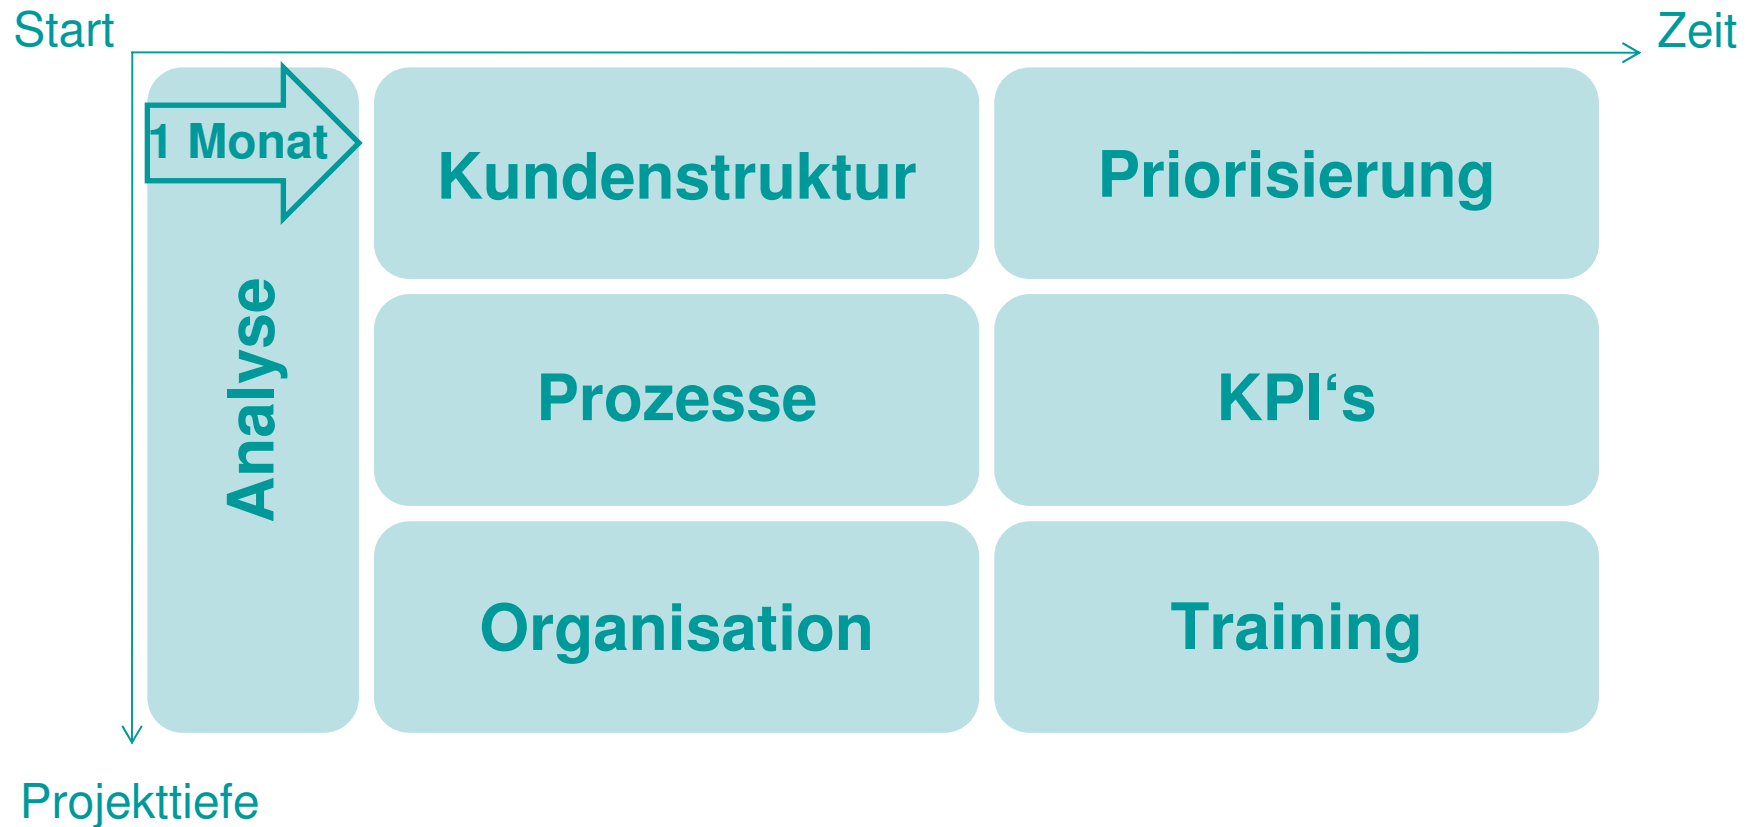 Start
Zeit
1 Monat
Kundenstruktur
Priorisierung
Analyse
Prozesse
KPI‘s
Organisation
Training
Projekttiefe